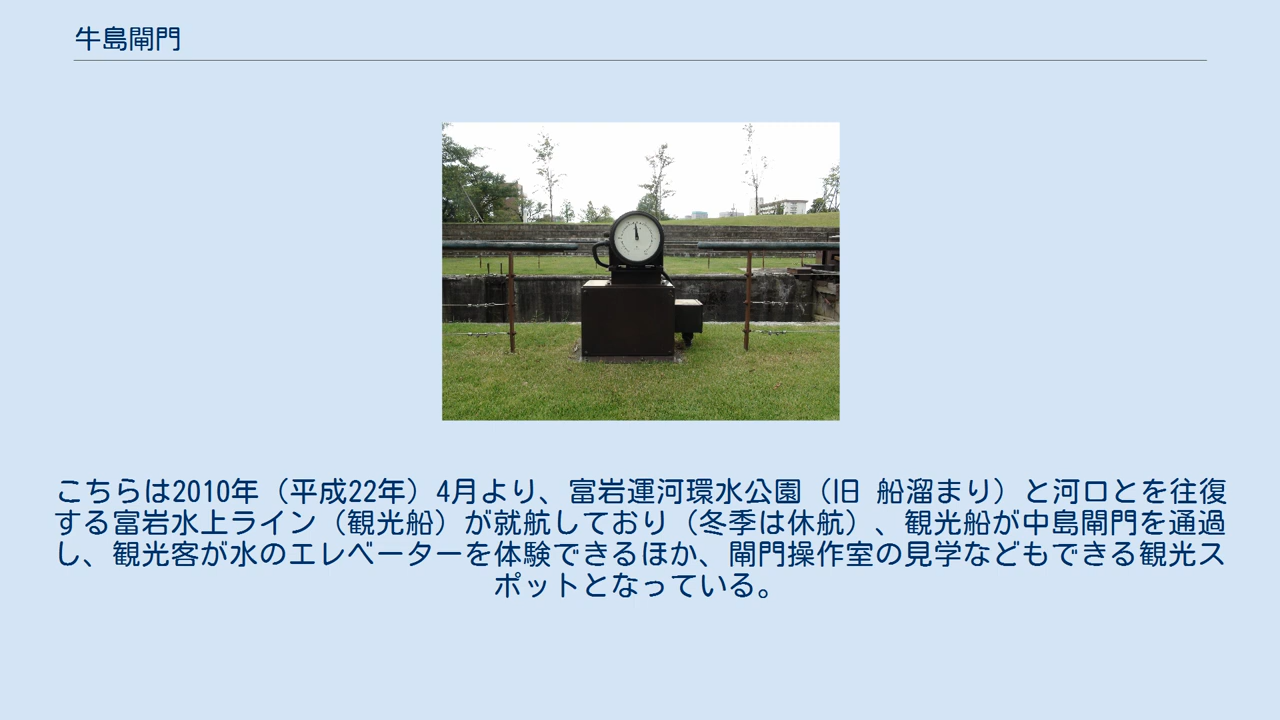 牛島閘門
こちらは2010年（平成22年）4月より、富岩運河環水公園（旧 船溜まり）と河口とを往復
する富岩水上ライン（観光船）が就航しており（冬季は休航）、観光船が中島閘門を通過
し、観光客が水のエレベーターを体験できるほか、閘門操作室の見学などもできる観光ス
ポットとなっている。